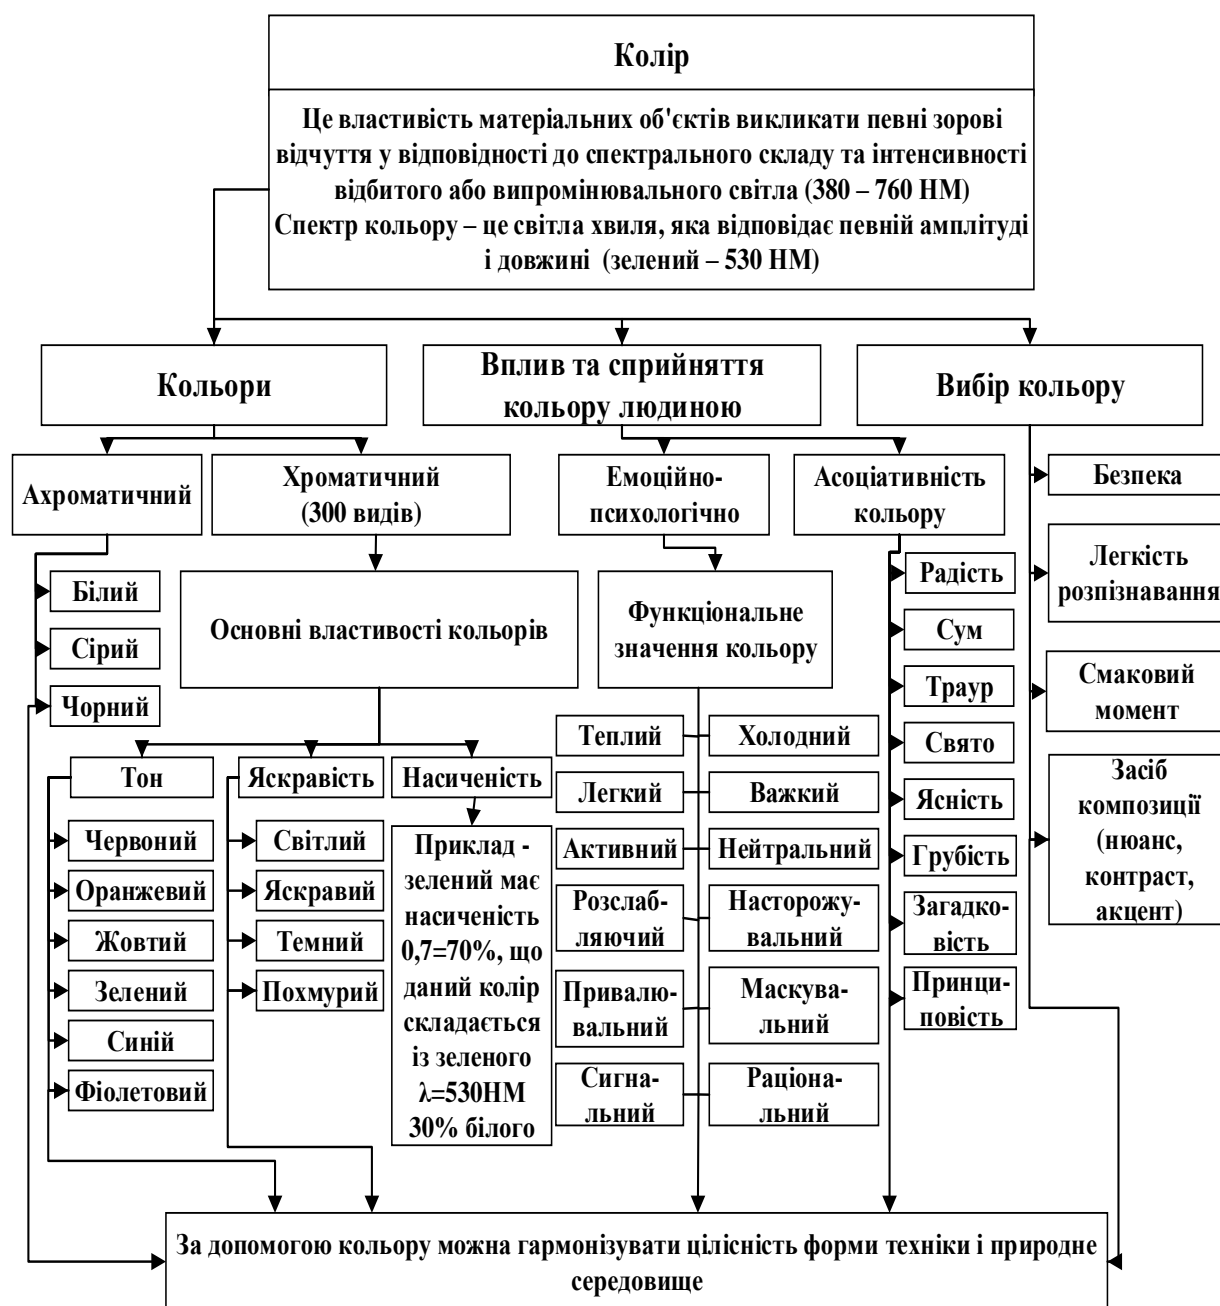 Колір
Це властивість матеріальних об'єктів викликати певні зорові
відчуття у відповідності до спектрального складу та інтенсивності
відбитого або випромінювального світла (380 – 760 НМ)
Спектр кольору – це світла хвиля, яка відповідає певній амплітуді
і довжині (зелений – 530 НМ)
Кольори
Вплив та сприйняття
кольору людиною
Вибір кольору
Ахроматичний
Хроматичний
(300 видів)
Емоційно-
психологічно
Асоціативність
кольору
Безпека
Легкість
розпізнавання
Смаковий
момент
Засіб
композиції
(нюанс,
контраст,
акцент)
Білий
Сірий
Чорний
Основні властивості кольорів
Функціональне
значення кольору
Радість
Сум
Траур
Свято
Ясність
Грубість
Загадко-
вість
Принци-
повість
Тон
Яскравість
Насиченість
Червоний
Оранжевий
Жовтий
Зелений
Синій
Фіолетовий
Світлий
Яскравий
Темний
Похмурий
Приклад -
зелений має
насиченість
0,7=70%, що
даний колір
складається
із зеленого
λ=530НМ
30% білого
Теплий
Холодний
Легкий
Важкий
Активний
Нейтральний
Розслаб-
ляючий
Насторожу-
вальний
Привалю-
вальний
Маскува-
льний
Сигна-
льний
Раціона-
льний
За допомогою кольору можна гармонізувати цілісність форми техніки і природне
середовище